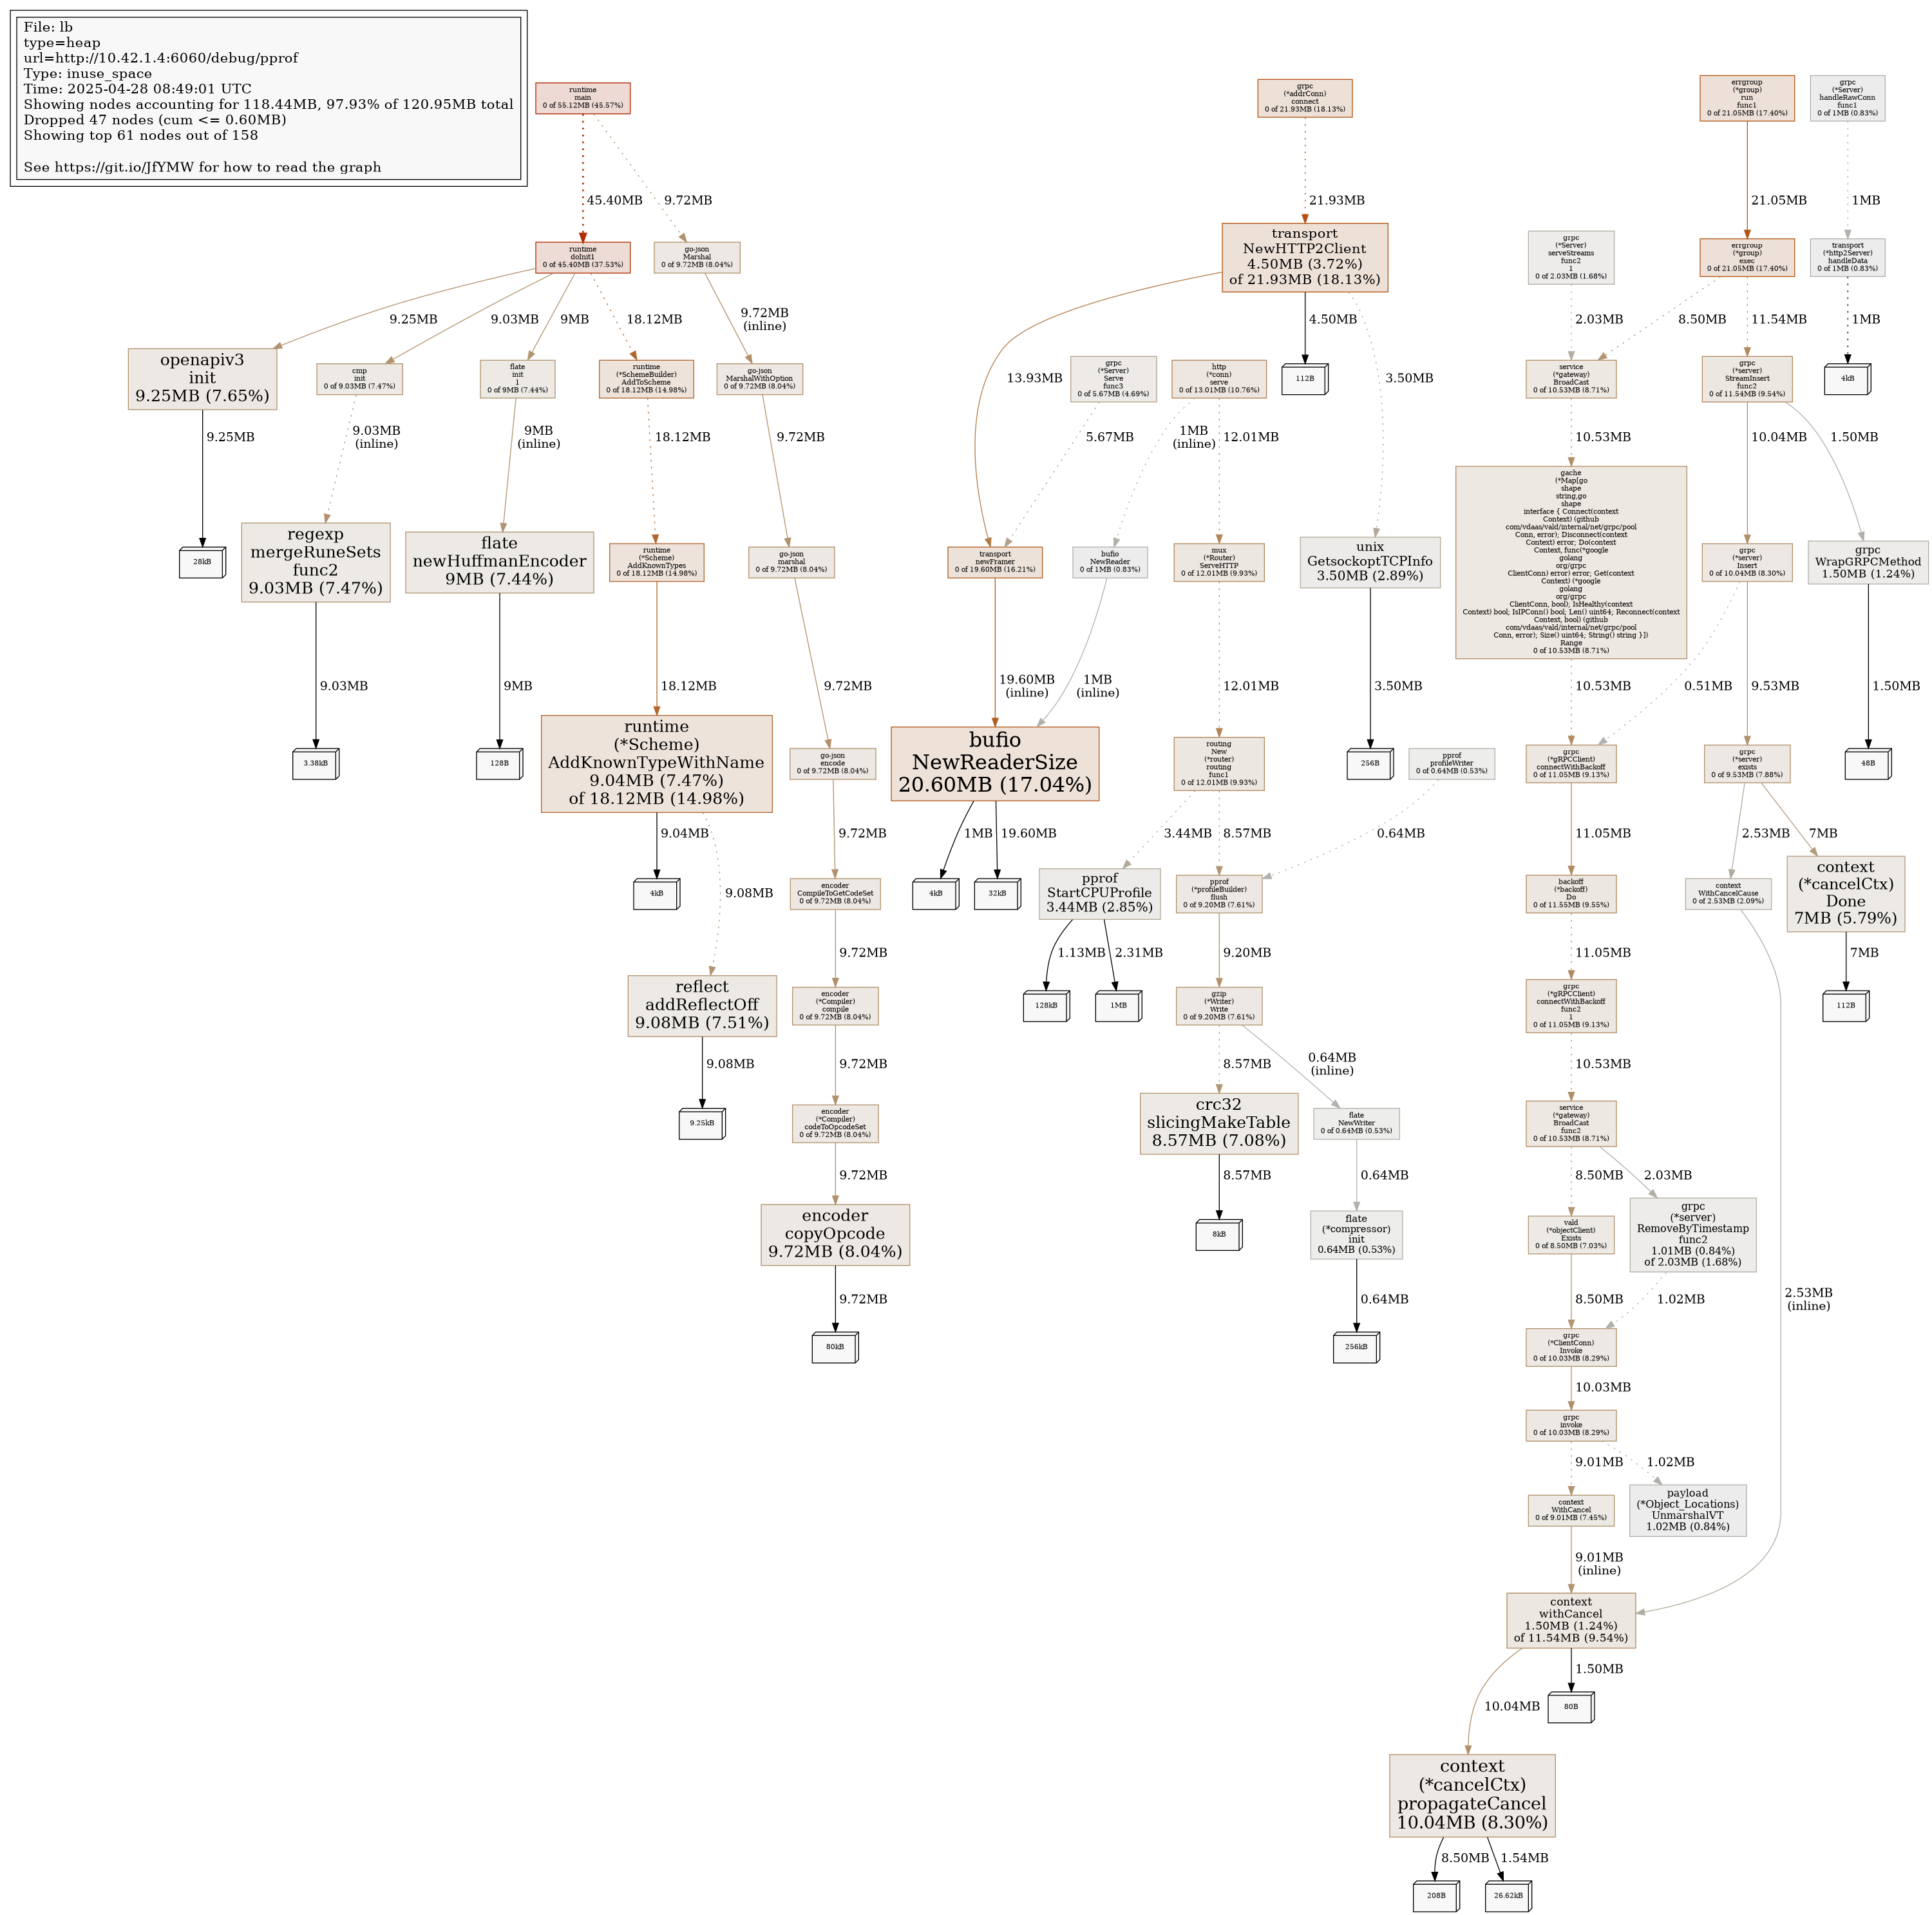 File: lb
type=heap
url=http://10.42.1.4:6060/debug/pprof
Type: inuse_space
Time: 2025-04-28 08:49:01 UTC
Showing nodes accounting for 118.44MB, 97.93% of 120.95MB total
Dropped 47 nodes (cum <= 0.60MB)
Showing top 61 nodes out of 158
See https://git.io/JfYMW for how to read the graph
runtime
main
0 of 55.12MB (45.57%)
grpc
(*addrConn)
connect
0 of 21.93MB (18.13%)
errgroup
(*group)
run
func1
0 of 21.05MB (17.40%)
grpc
(*Server)
handleRawConn
func1
0 of 1MB (0.83%)
45.40MB
9.72MB
21.93MB
21.05MB
1MB
runtime
doInit1
0 of 45.40MB (37.53%)
go-json
Marshal
0 of 9.72MB (8.04%)
transport
NewHTTP2Client
4.50MB (3.72%)
of 21.93MB (18.13%)
grpc
(*Server)
serveStreams
func2
1
0 of 2.03MB (1.68%)
errgroup
(*group)
exec
0 of 21.05MB (17.40%)
transport
(*http2Server)
handleData
0 of 1MB (0.83%)
9.25MB
9.03MB
9MB
18.12MB
9.72MB
(inline)
4.50MB
2.03MB
8.50MB
11.54MB
1MB
openapiv3
init
9.25MB (7.65%)
cmp
init
0 of 9.03MB (7.47%)
flate
init
1
0 of 9MB (7.44%)
runtime
(*SchemeBuilder)
AddToScheme
0 of 18.12MB (14.98%)
go-json
MarshalWithOption
0 of 9.72MB (8.04%)
13.93MB
grpc
(*Server)
Serve
func3
0 of 5.67MB (4.69%)
http
(*conn)
serve
0 of 13.01MB (10.76%)
112B
3.50MB
service
(*gateway)
BroadCast
0 of 10.53MB (8.71%)
grpc
(*server)
StreamInsert
func2
0 of 11.54MB (9.54%)
4kB
9.25MB
9.03MB
(inline)
9MB
(inline)
18.12MB
9.72MB
5.67MB
1MB
(inline)
12.01MB
10.53MB
10.04MB
1.50MB
28kB
regexp
mergeRuneSets
func2
9.03MB (7.47%)
flate
newHuffmanEncoder
9MB (7.44%)
runtime
(*Scheme)
AddKnownTypes
0 of 18.12MB (14.98%)
go-json
marshal
0 of 9.72MB (8.04%)
transport
newFramer
0 of 19.60MB (16.21%)
bufio
NewReader
0 of 1MB (0.83%)
mux
(*Router)
ServeHTTP
0 of 12.01MB (9.93%)
unix
GetsockoptTCPInfo
3.50MB (2.89%)
gache
(*Map[go
shape
string,go
shape
interface { Connect(context
Context) (github
com/vdaas/vald/internal/net/grpc/pool
Conn, error); Disconnect(context
Context) error; Do(context
Context, func(*google
golang
org/grpc
ClientConn) error) error; Get(context
Context) (*google
golang
org/grpc
ClientConn, bool); IsHealthy(context
Context) bool; IsIPConn() bool; Len() uint64; Reconnect(context
Context, bool) (github
com/vdaas/vald/internal/net/grpc/pool
Conn, error); Size() uint64; String() string }])
Range
0 of 10.53MB (8.71%)
grpc
(*server)
Insert
0 of 10.04MB (8.30%)
grpc
WrapGRPCMethod
1.50MB (1.24%)
9.03MB
9MB
18.12MB
9.72MB
19.60MB
(inline)
1MB
(inline)
12.01MB
3.50MB
10.53MB
0.51MB
9.53MB
1.50MB
3.38kB
128B
runtime
(*Scheme)
AddKnownTypeWithName
9.04MB (7.47%)
of 18.12MB (14.98%)
go-json
encode
0 of 9.72MB (8.04%)
bufio
NewReaderSize
20.60MB (17.04%)
routing
New
(*router)
routing
func1
0 of 12.01MB (9.93%)
256B
pprof
profileWriter
0 of 0.64MB (0.53%)
grpc
(*gRPCClient)
connectWithBackoff
0 of 11.05MB (9.13%)
grpc
(*server)
exists
0 of 9.53MB (7.88%)
48B
9.04MB
9.72MB
1MB
19.60MB
3.44MB
8.57MB
0.64MB
11.05MB
2.53MB
7MB
4kB
9.08MB
encoder
CompileToGetCodeSet
0 of 9.72MB (8.04%)
4kB
32kB
pprof
StartCPUProfile
3.44MB (2.85%)
pprof
(*profileBuilder)
flush
0 of 9.20MB (7.61%)
backoff
(*backoff)
Do
0 of 11.55MB (9.55%)
context
WithCancelCause
0 of 2.53MB (2.09%)
context
(*cancelCtx)
Done
7MB (5.79%)
9.72MB
1.13MB
2.31MB
9.20MB
11.05MB
7MB
reflect
addReflectOff
9.08MB (7.51%)
encoder
(*Compiler)
compile
0 of 9.72MB (8.04%)
128kB
1MB
gzip
(*Writer)
Write
0 of 9.20MB (7.61%)
grpc
(*gRPCClient)
connectWithBackoff
func2
1
0 of 11.05MB (9.13%)
112B
9.08MB
9.72MB
8.57MB
0.64MB
(inline)
10.53MB
9.25kB
encoder
(*Compiler)
codeToOpcodeSet
0 of 9.72MB (8.04%)
crc32
slicingMakeTable
8.57MB (7.08%)
flate
NewWriter
0 of 0.64MB (0.53%)
service
(*gateway)
BroadCast
func2
0 of 10.53MB (8.71%)
9.72MB
8.57MB
0.64MB
8.50MB
2.03MB
encoder
copyOpcode
9.72MB (8.04%)
8kB
flate
(*compressor)
init
0.64MB (0.53%)
vald
(*objectClient)
Exists
0 of 8.50MB (7.03%)
grpc
(*server)
RemoveByTimestamp
func2
1.01MB (0.84%)
of 2.03MB (1.68%)
9.72MB
0.64MB
8.50MB
1.02MB
2.53MB
(inline)
80kB
256kB
grpc
(*ClientConn)
Invoke
0 of 10.03MB (8.29%)
10.03MB
grpc
invoke
0 of 10.03MB (8.29%)
9.01MB
1.02MB
context
WithCancel
0 of 9.01MB (7.45%)
payload
(*Object_Locations)
UnmarshalVT
1.02MB (0.84%)
9.01MB
(inline)
context
withCancel
1.50MB (1.24%)
of 11.54MB (9.54%)
10.04MB
1.50MB
80B
context
(*cancelCtx)
propagateCancel
10.04MB (8.30%)
8.50MB
1.54MB
208B
26.62kB